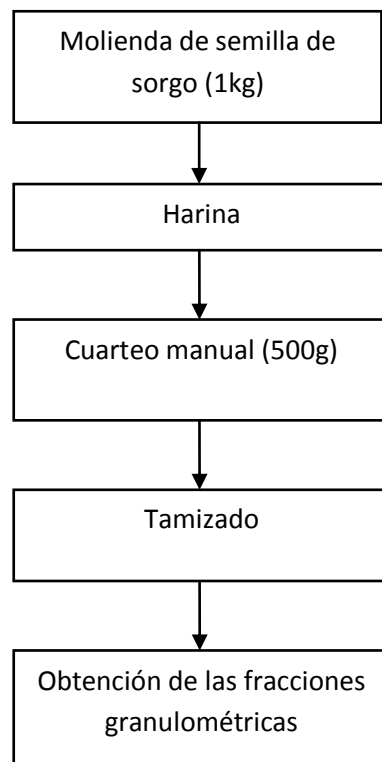 Molienda de semilla de
sorgo (1kg)
Harina
Cuarteo manual (500g)
Tamizado
Obtención de las fracciones
granulométricas